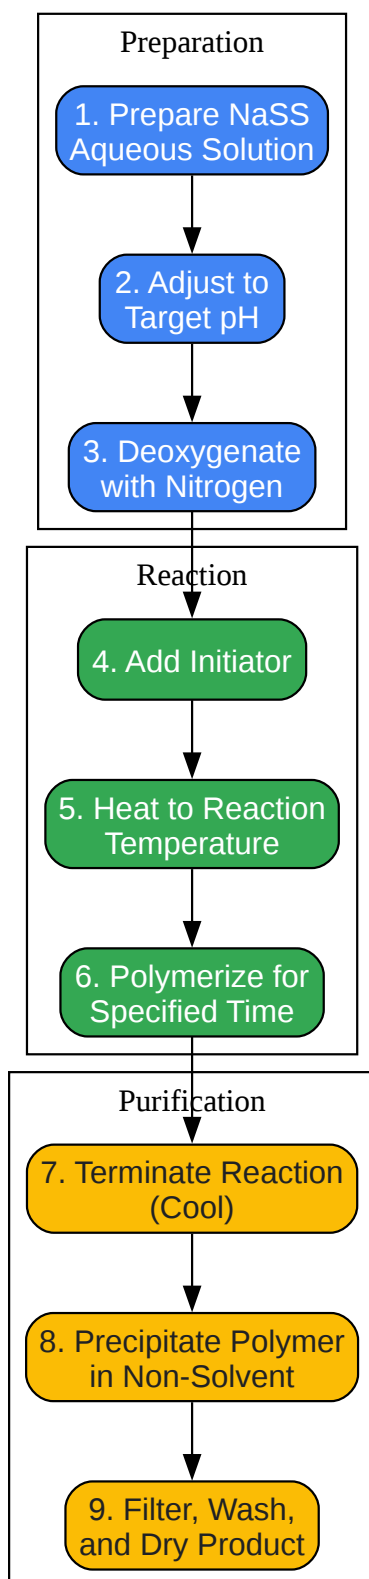 Preparation
1. Prepare NaSS
Aqueous Solution
2. Adjust to
Target pH
3. Deoxygenate
with Nitrogen
Reaction
4. Add Initiator
5. Heat to Reaction
Temperature
6. Polymerize for
Specified Time
Purification
7. Terminate Reaction
(Cool)
8. Precipitate Polymer
in Non-Solvent
9. Filter, Wash,
and Dry Product